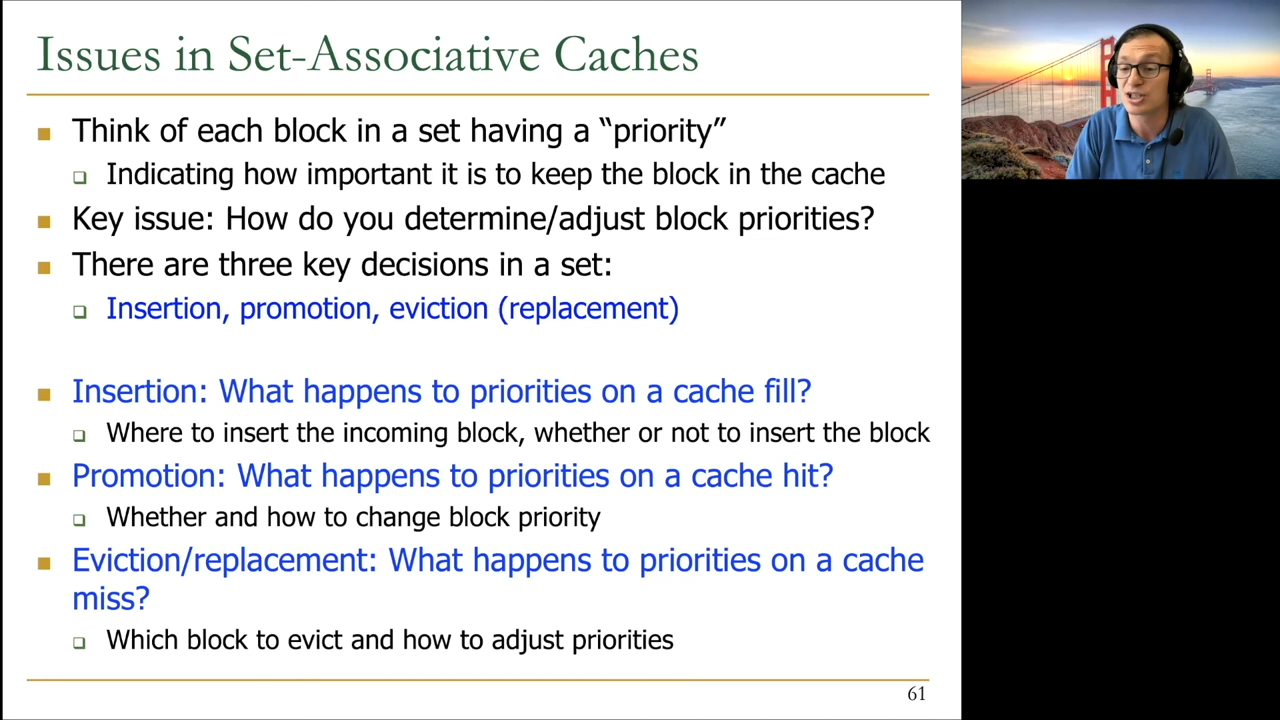 Issues in Set-Associative Caches
Think of each block in a set having a “priority”
Indicating how important it is to keep the block in the cache
Key issue: How do you determine/adjust block priorities?
There are three key decisions in a set:
Insertion, promotion, eviction (replacement)
Insertion: What happens to priorities on a cache fill?
Where to insert the incoming block, whether or not to insert the block
Promotion: What happens to priorities on a cache hit?
Whether and how to change block priority
Eviction/replacement: What happens to priorities on a cache
miss?
Which block to evict and how to adjust priorities
61